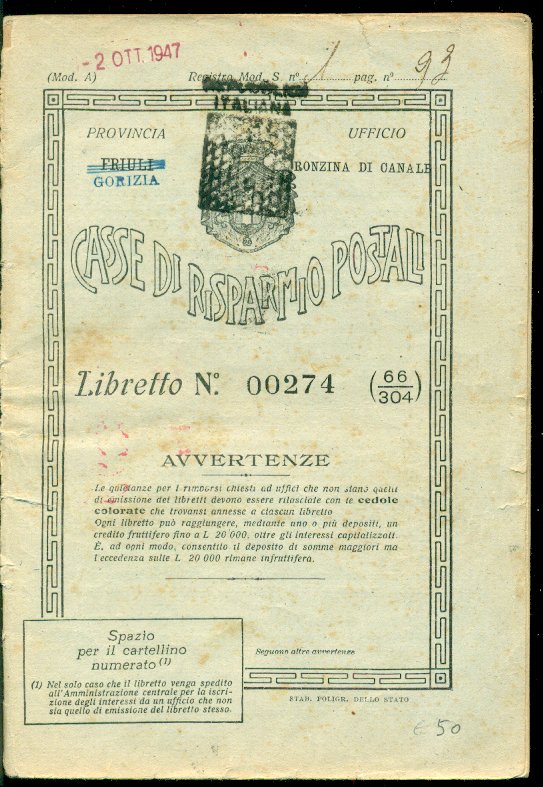 - 2 OTT. 1947
(Mod. A) Registro Mod. S. nº 1 pag. nº 93
ITALIANA
PROVINCIA UFFICIO
FRIULI RONZINA DI CANALE
GORIZIA
CASSE DI RISPARMIO POSTALI
Libretto Nº. 00274 (66/304)
AVVERTENZE
Le quietanze per i rimborsi chiesti ad uffici che non siano quelli
di emissione dei libretti devono essere rilasciate con le cedole
colorate che trovansi annesse a ciascun libretto
Ogni libretto può raggiungere, mediante uno o più depositi, un
credito fruttifero fino a L 20 000, oltre gli interessi capitalizzati.
È, ad ogni modo, consentito il deposito di somme maggiori ma
l'eccedenza sulle L 20 000 rimane infruttifera.
Spazio
per il cartellino
numerato (1)
Seguono altre avvertenze
(1) Nel solo caso che il libretto venga spedito
all'Amministrazione centrale per la iscri-
zione degli interessi da un ufficio che non
sia quello di emissione del libretto stesso.
STAB. POLIGR. DELLO STATO
€ 50